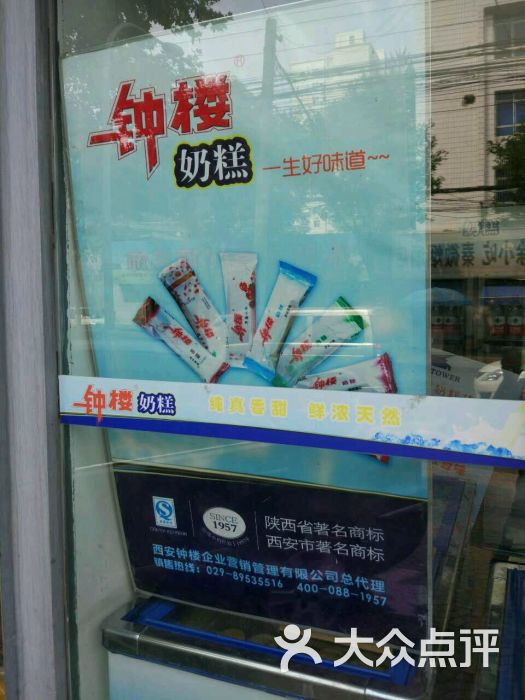 钟楼®
奶糕 一生好味道~~
钟楼 奶糕 纯真香甜 鲜浓天然
SINCE
1957
陕西省著名商标
西安市著名商标
西安钟楼企业营销管理有限公司总代理
销售热线：029-89535516 400-088-1957
TOWER
大众点评